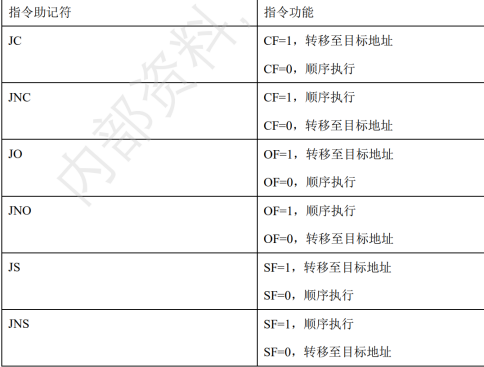 指令助记符 指令功能
JC CF=1，转移至目标地址
CF=0，顺序执行
JNC CF=1，顺序执行
CF=0，转移至目标地址
JO OF=1，转移至目标地址
OF=0，顺序执行
JNO OF=1，顺序执行
OF=0，转移至目标地址
JS SF=1，转移至目标地址
SF=0，顺序执行
JNS SF=1，顺序执行
SF=0，转移至目标地址
内部资料，